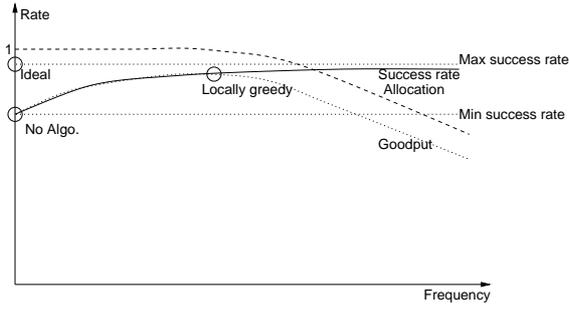 Rate
1
Max success rate
Ideal
Success rate
Locally greedy
Allocation
Min success rate
No Algo.
Goodput
Frequency